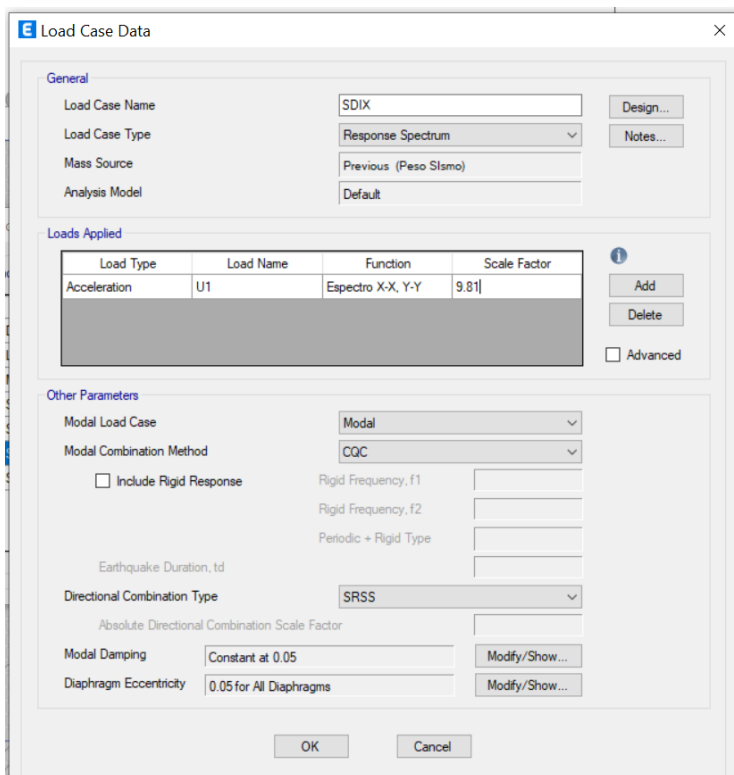 E Load Case Data
General
Load Case Name SDIX Design...
Load Case Type Response Spectrum Notes...
Mass Source Previous (Peso SIsmo)
Analysis Model Default
Loads Applied
Load Type Load Name Function Scale Factor
Acceleration U1 Espectro X-X, Y-Y 9.81
Add
Delete
Advanced
Other Parameters
Modal Load Case Modal
Modal Combination Method CQC
Include Rigid Response Rigid Frequency, f1
Rigid Frequency, f2
Periodic + Rigid Type
Earthquake Duration, td
Directional Combination Type SRSS
Absolute Directional Combination Scale Factor
Modal Damping Constant at 0.05 Modify/Show...
Diaphragm Eccentricity 0.05 for All Diaphragms Modify/Show...
OK Cancel